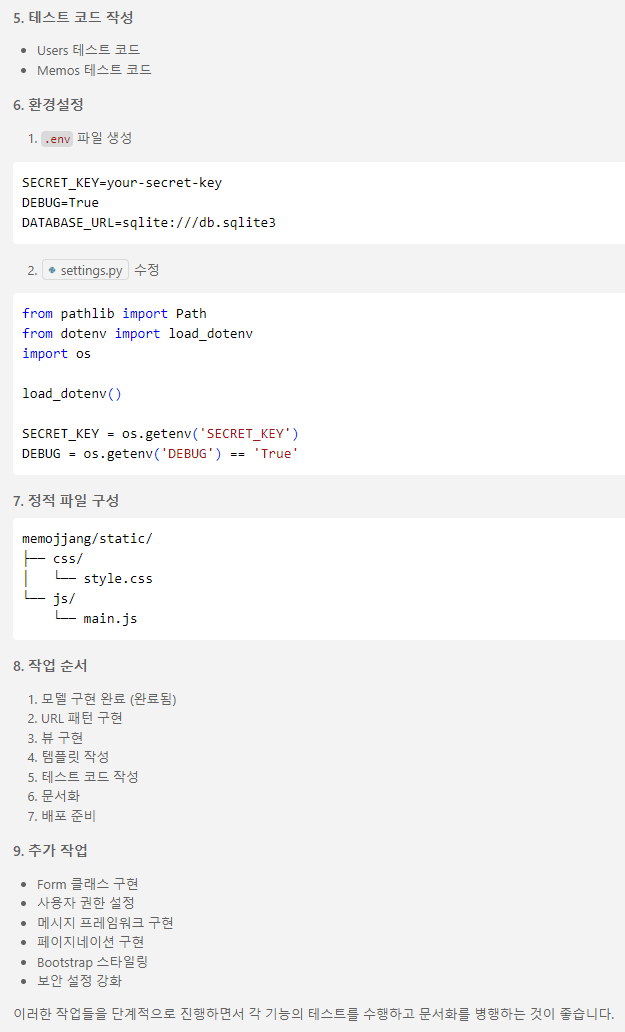 5. 테스트 코드 작성
• Users 테스트 코드
• Memos 테스트 코드
6. 환경설정
1. .env 파일 생성
SECRET_KEY=your-secret-key
DEBUG=True
DATABASE_URL=sqlite:///db.sqlite3
2. settings.py 수정
from pathlib import Path
from dotenv import load_dotenv
import os
load_dotenv()
SECRET_KEY = os.getenv('SECRET_KEY')
DEBUG = os.getenv('DEBUG') == 'True'
7. 정적 파일 구성
memojjang/static/
├── css/
│   └── style.css
└── js/
    └── main.js
8. 작업 순서
1. 모델 구현 완료 (완료됨)
2. URL 패턴 구현
3. 뷰 구현
4. 템플릿 작성
5. 테스트 코드 작성
6. 문서화
7. 배포 준비
9. 추가 작업
• Form 클래스 구현
• 사용자 권한 설정
• 메시지 프레임워크 구현
• 페이지네이션 구현
• Bootstrap 스타일링
• 보안 설정 강화
이러한 작업들을 단계적으로 진행하면서 각 기능의 테스트를 수행하고 문서화를 병행하는 것이 좋습니다.